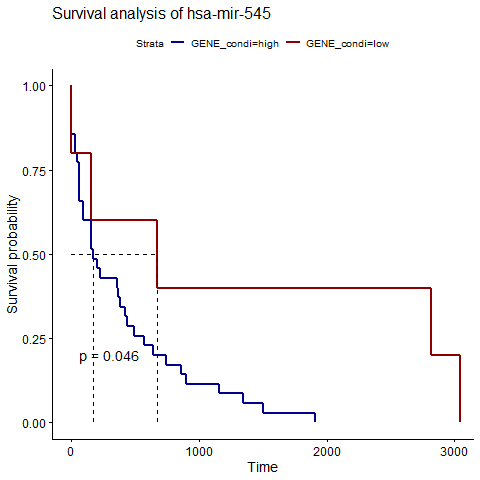 Survival analysis of hsa-mir-545
Strata GENE_condi=high GENE_condi=low
Survival probability
1.00
0.75
0.50
0.25
0.00
p = 0.046
0 1000 2000 3000
Time